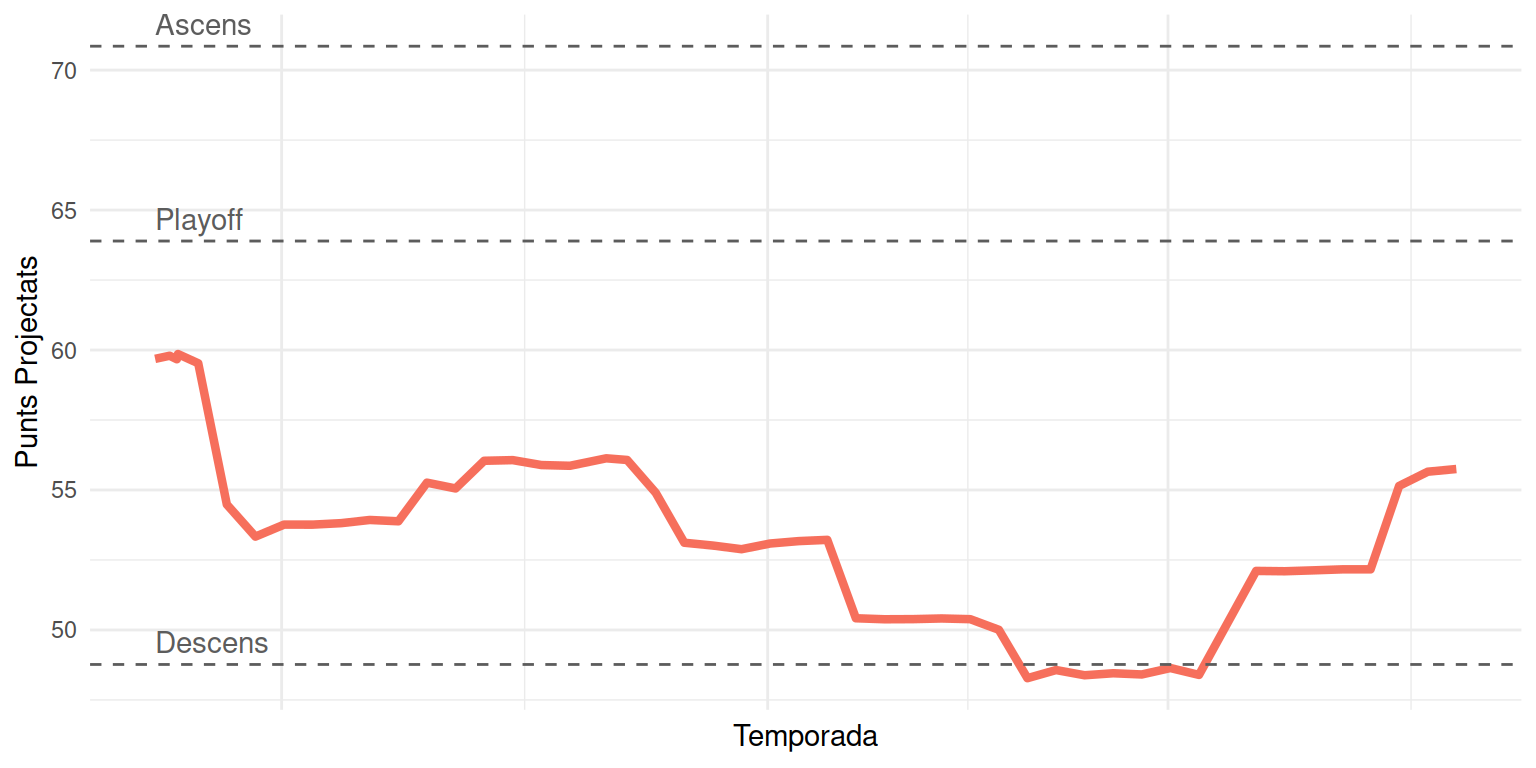 Ascens
70
65
Playoff
Punts Projectats
60
55
50
Descens
Temporada